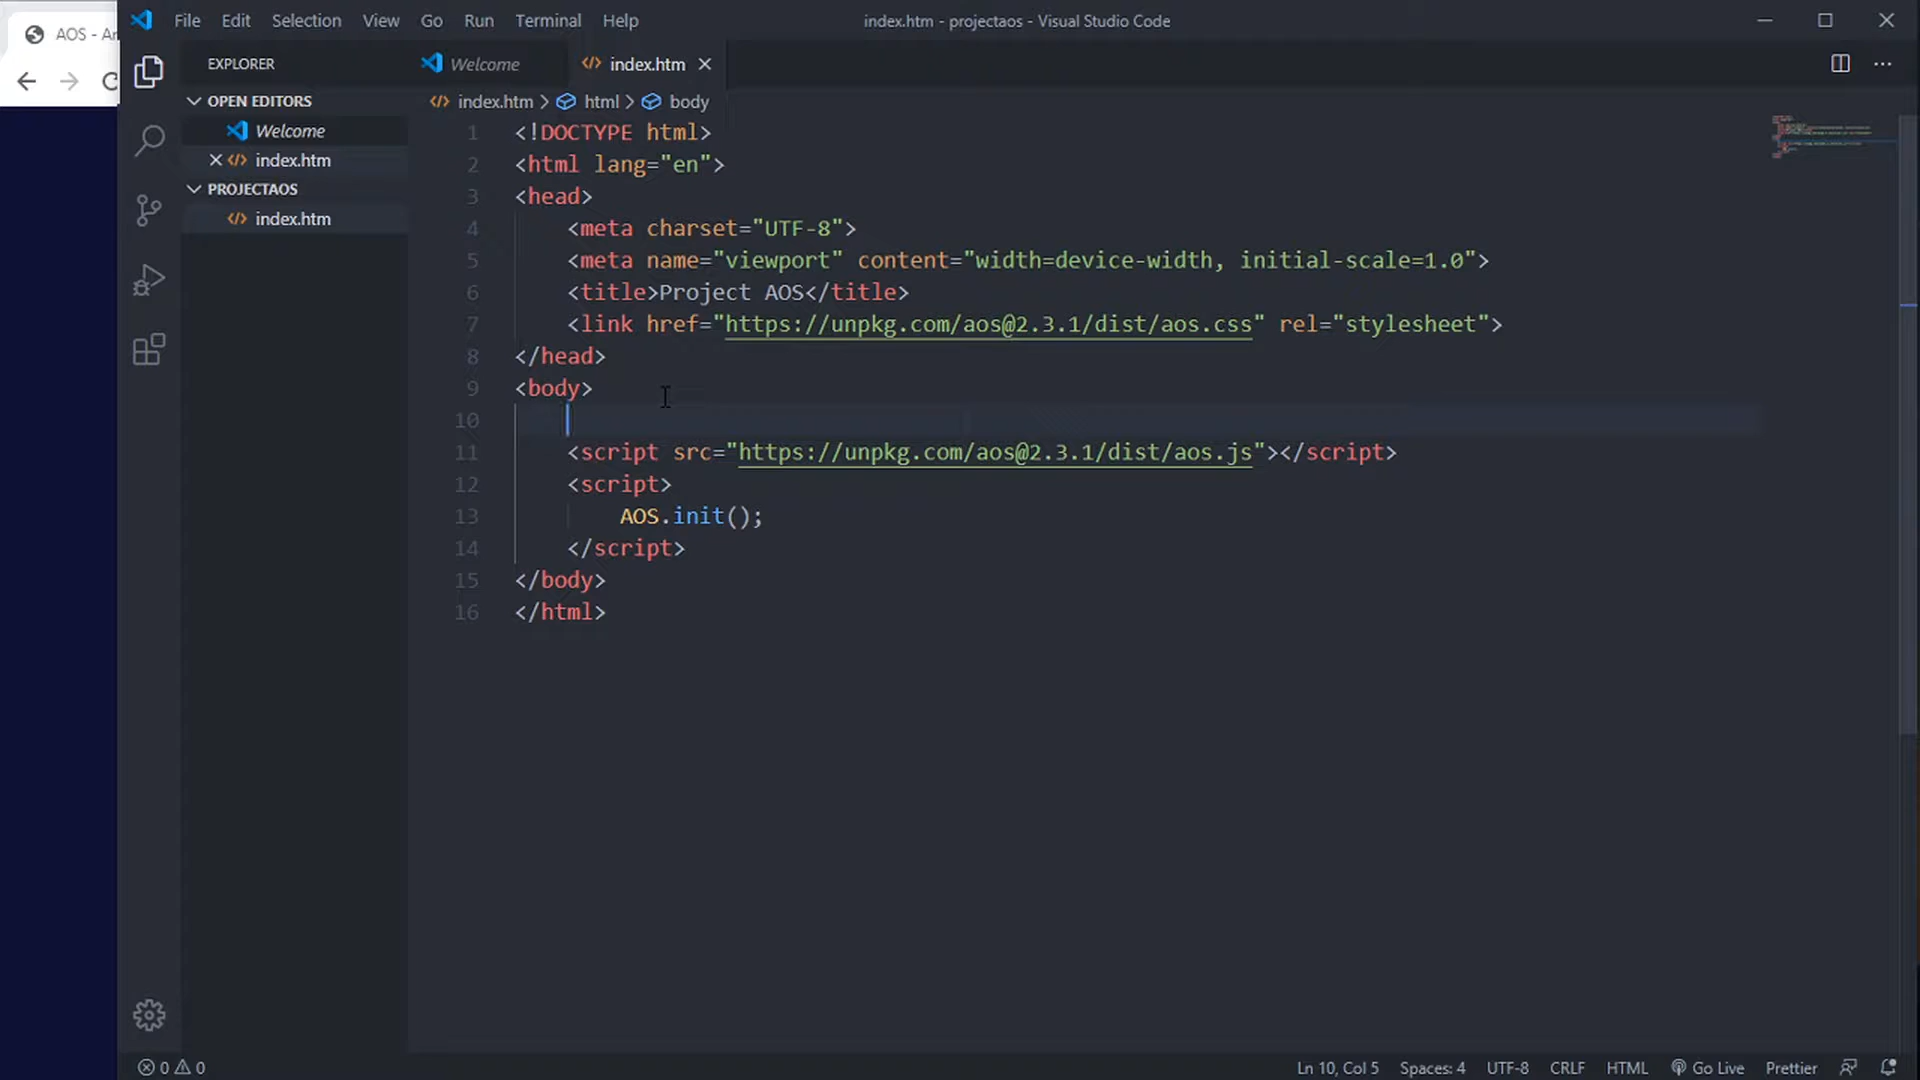 AOS - An
File Edit Selection View Go Run Terminal Help
index.htm - projectaos - Visual Studio Code
EXPLORER
OPEN EDITORS
Welcome
index.htm
PROJECTAOS
index.htm
Welcome
index.htm
index.htm > html > body
1 <!DOCTYPE html>
2 <html lang="en">
3 <head>
4 <meta charset="UTF-8">
5 <meta name="viewport" content="width=device-width, initial-scale=1.0">
6 <title>Project AOS</title>
7 <link href="https://unpkg.com/aos@2.3.1/dist/aos.css" rel="stylesheet">
8 </head>
9 <body>
10
11 <script src="https://unpkg.com/aos@2.3.1/dist/aos.js"></script>
12 <script>
13 AOS.init();
14 </script>
15 </body>
16 </html>
0 0
Ln 10, Col 5 Spaces: 4 UTF-8 CRLF HTML Go Live Prettier